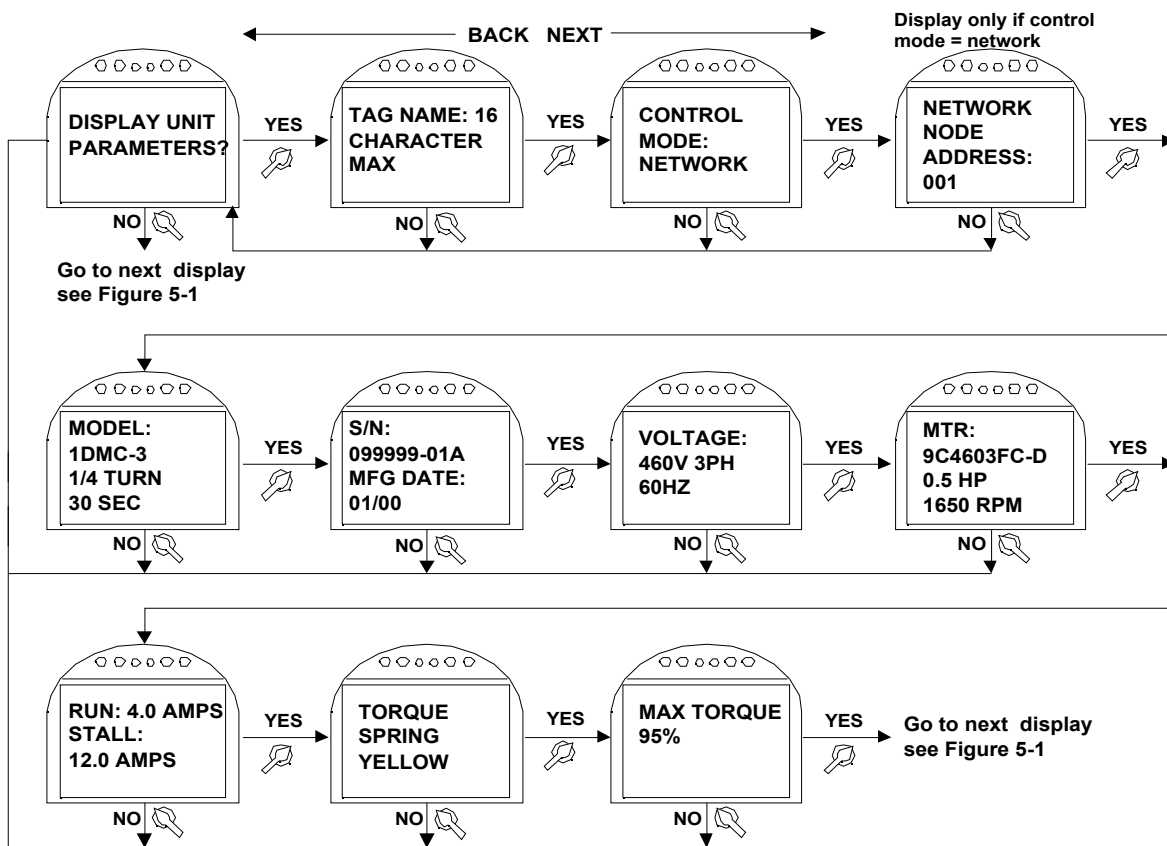 BACK NEXT
Display only if control
mode = network
DISPLAY UNIT
PARAMETERS?
YES
TAG NAME: 16
CHARACTER
MAX
YES
CONTROL
MODE:
NETWORK
YES
NETWORK
NODE
ADDRESS:
001
YES
NO
NO
NO
NO
Go to next display
see Figure 5-1
MODEL:
1DMC-3
1/4 TURN
30 SEC
YES
S/N:
099999-01A
MFG DATE:
01/00
YES
VOLTAGE:
460V 3PH
60HZ
YES
MTR:
9C4603FC-D
0.5 HP
1650 RPM
YES
NO
NO
NO
NO
RUN: 4.0 AMPS
STALL:
12.0 AMPS
YES
TORQUE
SPRING
YELLOW
YES
MAX TORQUE
95%
YES
Go to next display
see Figure 5-1
NO
NO
NO